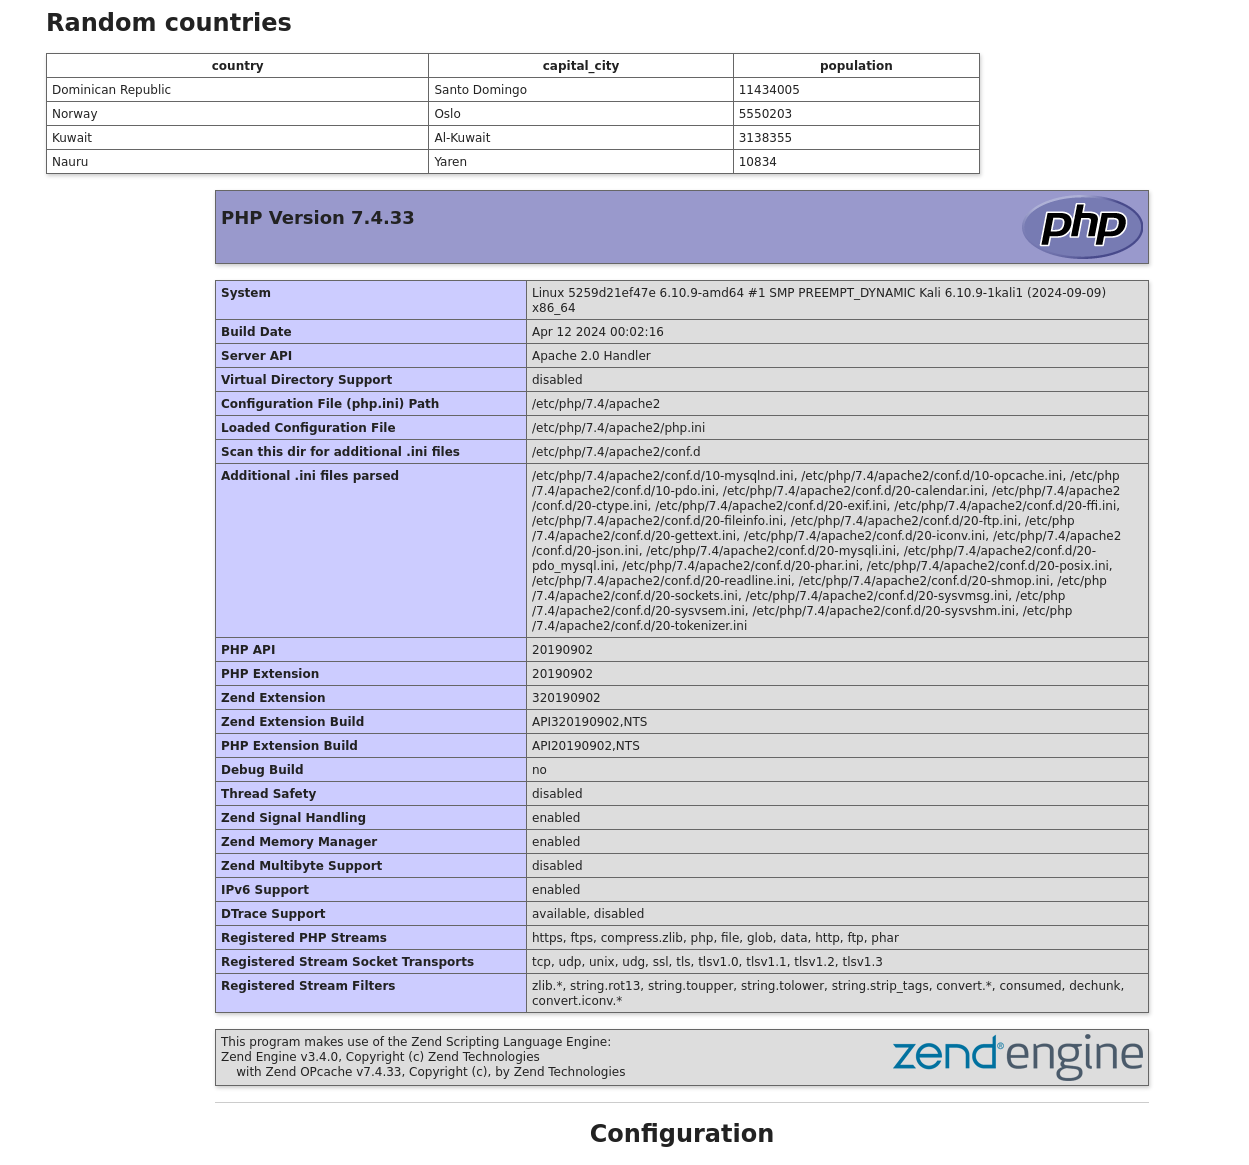 Random countries
country capital_city population
Dominican Republic Santo Domingo 11434005
Norway Oslo 5550203
Kuwait Al-Kuwait 3138355
Nauru Yaren 10834
PHP Version 7.4.33
php
System Linux 5259d21ef47e 6.10.9-amd64 #1 SMP PREEMPT_DYNAMIC Kali 6.10.9-1kali1 (2024-09-09)
x86_64
Build Date Apr 12 2024 00:02:16
Server API Apache 2.0 Handler
Virtual Directory Support disabled
Configuration File (php.ini) Path /etc/php/7.4/apache2
Loaded Configuration File /etc/php/7.4/apache2/php.ini
Scan this dir for additional .ini files /etc/php/7.4/apache2/conf.d
Additional .ini files parsed /etc/php/7.4/apache2/conf.d/10-mysqlnd.ini, /etc/php/7.4/apache2/conf.d/10-opcache.ini, /etc/php
/7.4/apache2/conf.d/10-pdo.ini, /etc/php/7.4/apache2/conf.d/20-calendar.ini, /etc/php/7.4/apache2
/conf.d/20-ctype.ini, /etc/php/7.4/apache2/conf.d/20-exif.ini, /etc/php/7.4/apache2/conf.d/20-ffi.ini,
/etc/php/7.4/apache2/conf.d/20-fileinfo.ini, /etc/php/7.4/apache2/conf.d/20-ftp.ini, /etc/php
/7.4/apache2/conf.d/20-gettext.ini, /etc/php/7.4/apache2/conf.d/20-iconv.ini, /etc/php/7.4/apache2
/conf.d/20-json.ini, /etc/php/7.4/apache2/conf.d/20-mysqli.ini, /etc/php/7.4/apache2/conf.d/20-
pdo_mysql.ini, /etc/php/7.4/apache2/conf.d/20-phar.ini, /etc/php/7.4/apache2/conf.d/20-posix.ini,
/etc/php/7.4/apache2/conf.d/20-readline.ini, /etc/php/7.4/apache2/conf.d/20-shmop.ini, /etc/php
/7.4/apache2/conf.d/20-sockets.ini, /etc/php/7.4/apache2/conf.d/20-sysvmsg.ini, /etc/php
/7.4/apache2/conf.d/20-sysvsem.ini, /etc/php/7.4/apache2/conf.d/20-sysvshm.ini, /etc/php
/7.4/apache2/conf.d/20-tokenizer.ini
PHP API 20190902
PHP Extension 20190902
Zend Extension 320190902
Zend Extension Build API320190902,NTS
PHP Extension Build API20190902,NTS
Debug Build no
Thread Safety disabled
Zend Signal Handling enabled
Zend Memory Manager enabled
Zend Multibyte Support disabled
IPv6 Support enabled
DTrace Support available, disabled
Registered PHP Streams https, ftps, compress.zlib, php, file, glob, data, http, ftp, phar
Registered Stream Socket Transports tcp, udp, unix, udg, ssl, tls, tlsv1.0, tlsv1.1, tlsv1.2, tlsv1.3
Registered Stream Filters zlib.*, string.rot13, string.toupper, string.tolower, string.strip_tags, convert.*, consumed, dechunk,
convert.iconv.*
This program makes use of the Zend Scripting Language Engine:
Zend Engine v3.4.0, Copyright (c) Zend Technologies
with Zend OPcache v7.4.33, Copyright (c), by Zend Technologies
zend® engine
Configuration